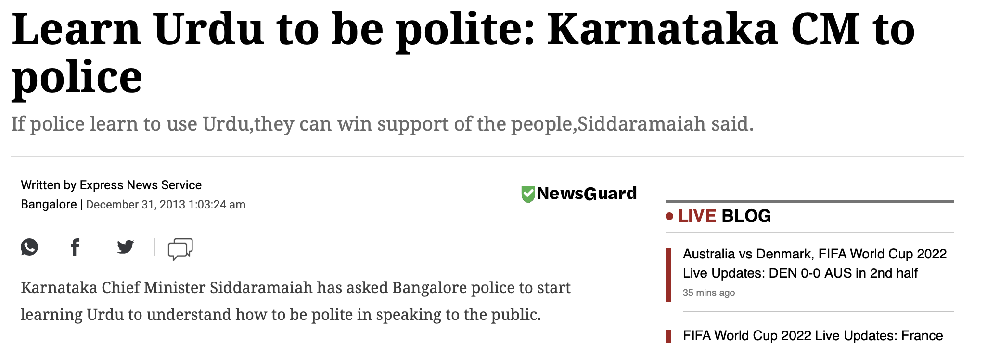 Learn Urdu to be polite: Karnataka CM to
police
If police learn to use Urdu,they can win support of the people,Siddaramaiah said.
Written by Express News Service
Bangalore | December 31, 2013 1:03:24 am
NewsGuard
Karnataka Chief Minister Siddaramaiah has asked Bangalore police to start
learning Urdu to understand how to be polite in speaking to the public.
LIVE BLOG
Australia vs Denmark, FIFA World Cup 2022
Live Updates: DEN 0-0 AUS in 2nd half
35 mins ago
FIFA World Cup 2022 Live Updates: France